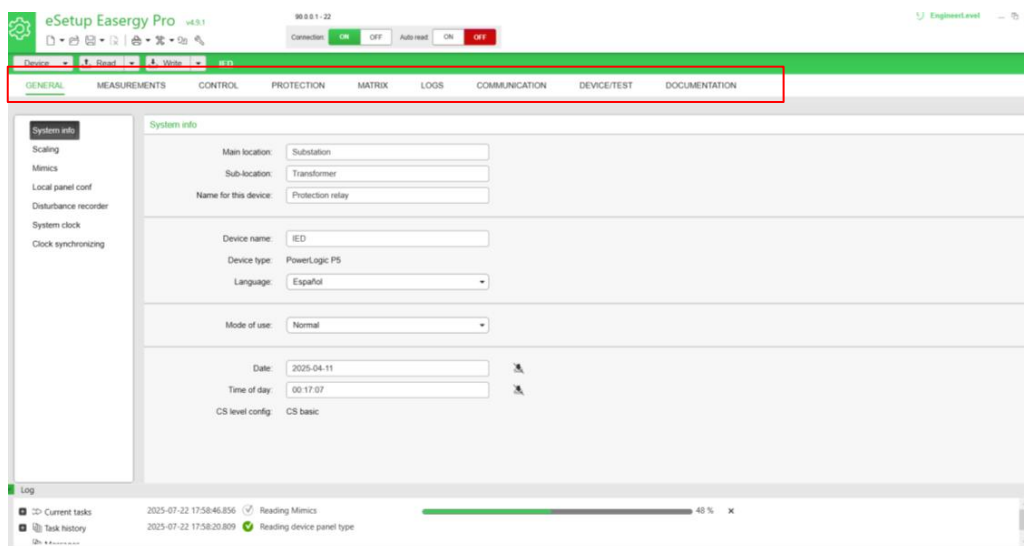 eSetup Easergy Pro v4.9.1
98.0.0.1 - 22
EngineerLevel
Connection: ON OFF Auto read: ON OFF
Device Read Write IED
GENERAL MEASUREMENTS CONTROL PROTECTION MATRIX LOGS COMMUNICATION DEVICE/TEST DOCUMENTATION
System info
Scaling
Mimics
Local panel conf
Disturbance recorder
System clock
Clock synchronizing
System info
Main location: Substation
Sub-location: Transformer
Name for this device: Protection relay
Device name: IED
Device type: PowerLogic P5
Language: Español
Mode of use: Normal
Date: 2025-04-11
Time of day: 00:17:07
CS level config: CS basic
Log
Current tasks
Task history
2025-07-22 17:58:46.856 Reading Mimics 48 %
2025-07-22 17:58:20.809 Reading device panel type